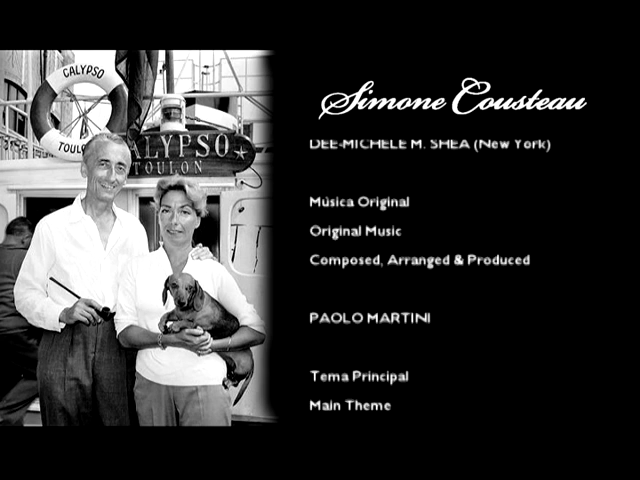 CALYPSO
TOULON
CALYPSO
TOULON
Simone Cousteau
DEE-MICHELE M. SHEA (New York)
Música Original
Original Music
Composed, Arranged & Produced
PAOLO MARTINI
Tema Principal
Main Theme